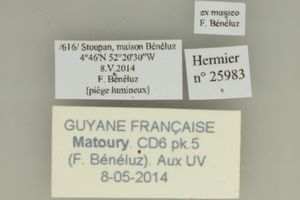 /616/ Stoupan, maison Bénéluz
4°46'N 52°20'30"W
8.V.2014
F. Bénéluz
[piège lumineux]
ex museo
F. Bénéluz
Hermier
n° 25983
GUYANE FRANÇAISE
Matoury. CD6 pk.5
(F. Bénéluz). Aux UV
8-05-2014